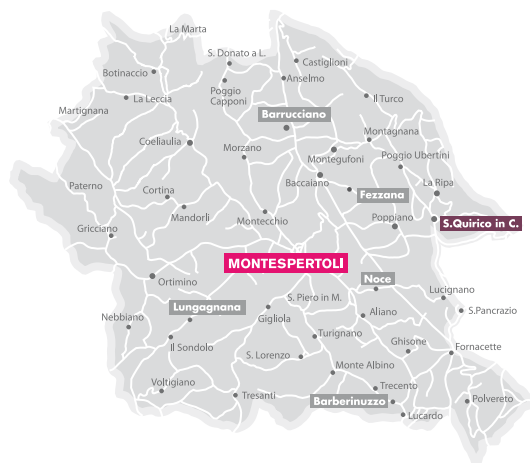 La Marta
S. Donato a L.
Castiglioni
Botinaccio
Anselmo
Poggio
Capponi
La Leccia
Il Turco
Martignana
Barrucciano
Montagnana
Coeliaulia
Morzano
Montegufoni
Poggio Ubertini
Baccaiano
Paterno
Cortina
Fezzana
La Ripa
Mandorli
Montecchio
Poppiano
S.Quirico in C.
Gricciano
MONTESPERTOLI
Ortimino
Noce
Lucignano
Lungagnana
S. Piero in M.
S.Pancrazio
Nebbiano
Gigliola
Aliano
Il Sondolo
Turignano
Ghisone
Fornacette
S. Lorenzo
Monte Albino
Voltigiano
Trecento
Tresanti
Barberinuzzo
Polvereto
Lucardo